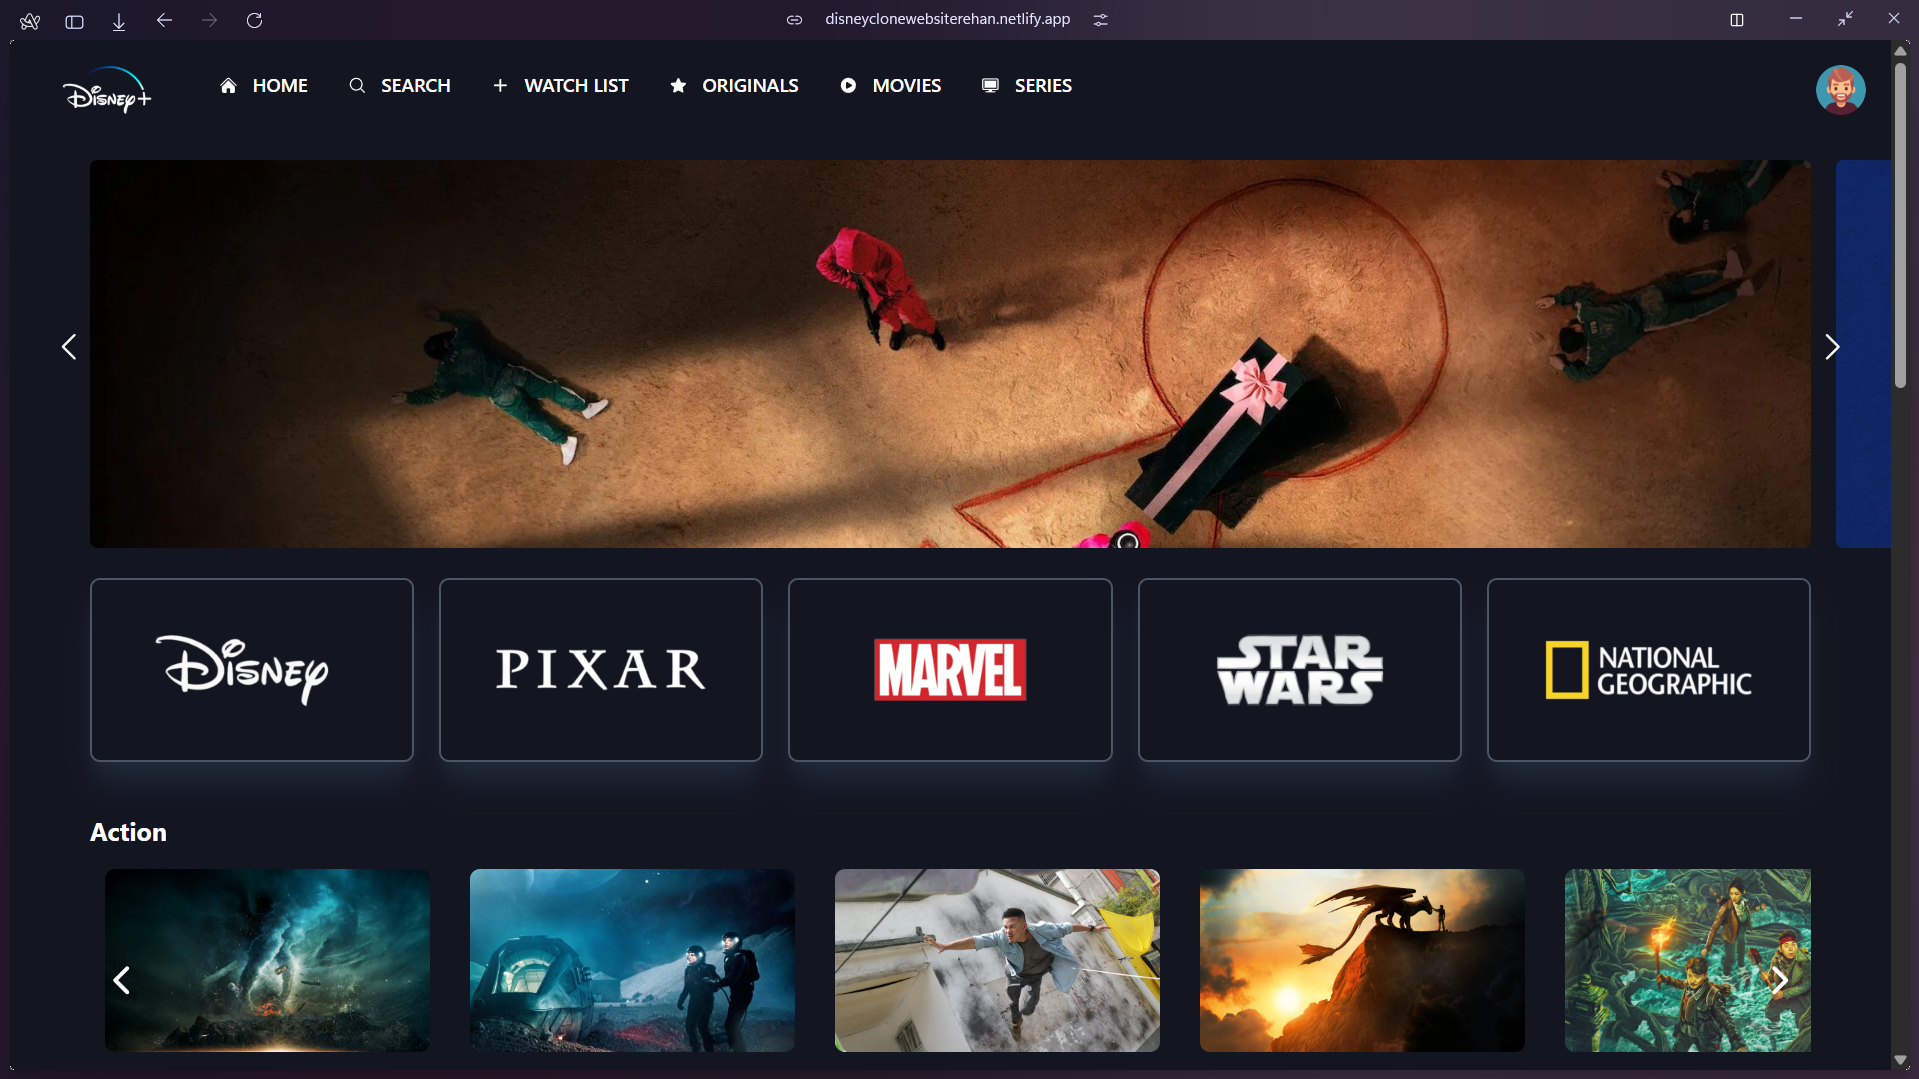 disneyclonewebsiterehan.netlify.app
Disney+
HOME
SEARCH
WATCH LIST
ORIGINALS
MOVIES
SERIES
Disney
PIXAR
MARVEL
STAR
WARS
NATIONAL
GEOGRAPHIC
Action